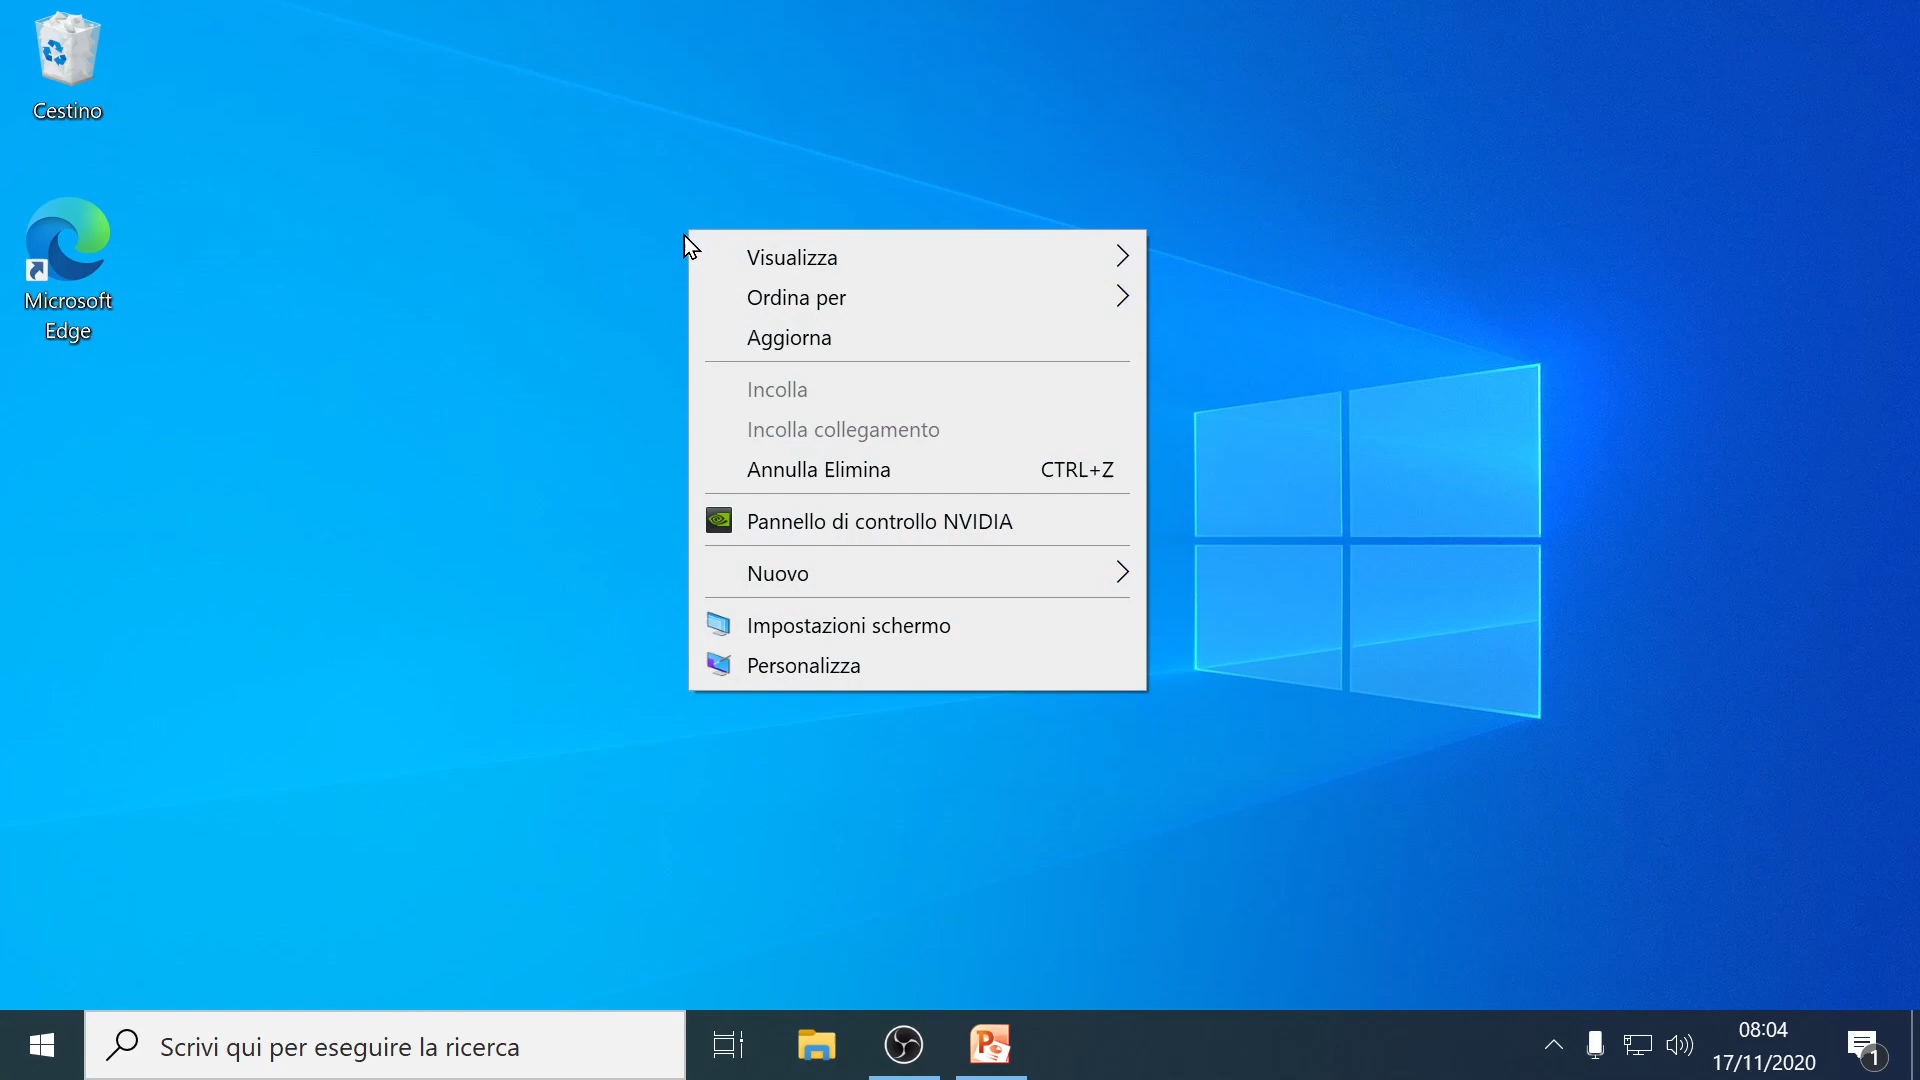 Cestino
Microsoft
Edge
Visualizza
Ordina per
Aggiorna
Incolla
Incolla collegamento
Annulla Elimina CTRL+Z
Pannello di controllo NVIDIA
Nuovo
Impostazioni schermo
Personalizza
Scrivi qui per eseguire la ricerca
P
08:04
17/11/2020
1